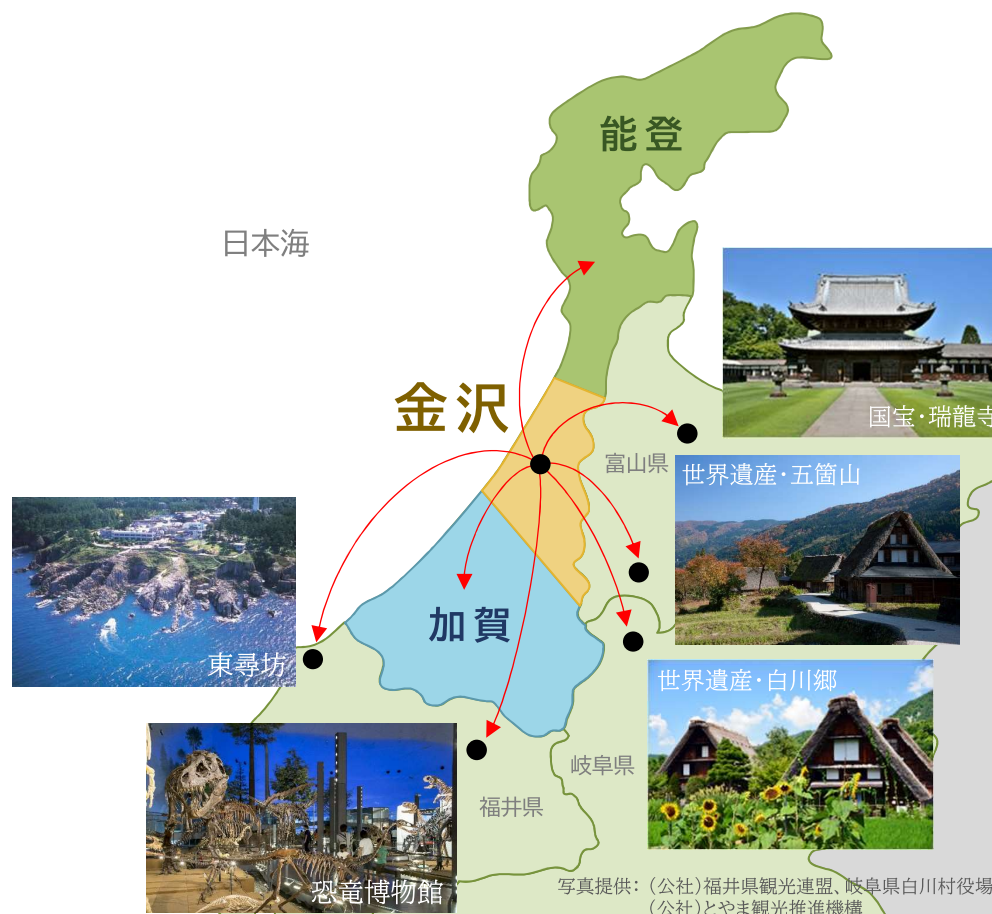 能登
日本海
金沢
国宝・瑞龍寺
富山県
世界遺産・五箇山
加賀
東尋坊
世界遺産・白川郷
岐阜県
福井県
恐竜博物館
写真提供:（公社）福井県観光連盟、岐阜県白川村役場
（公社）とやま観光推進機構